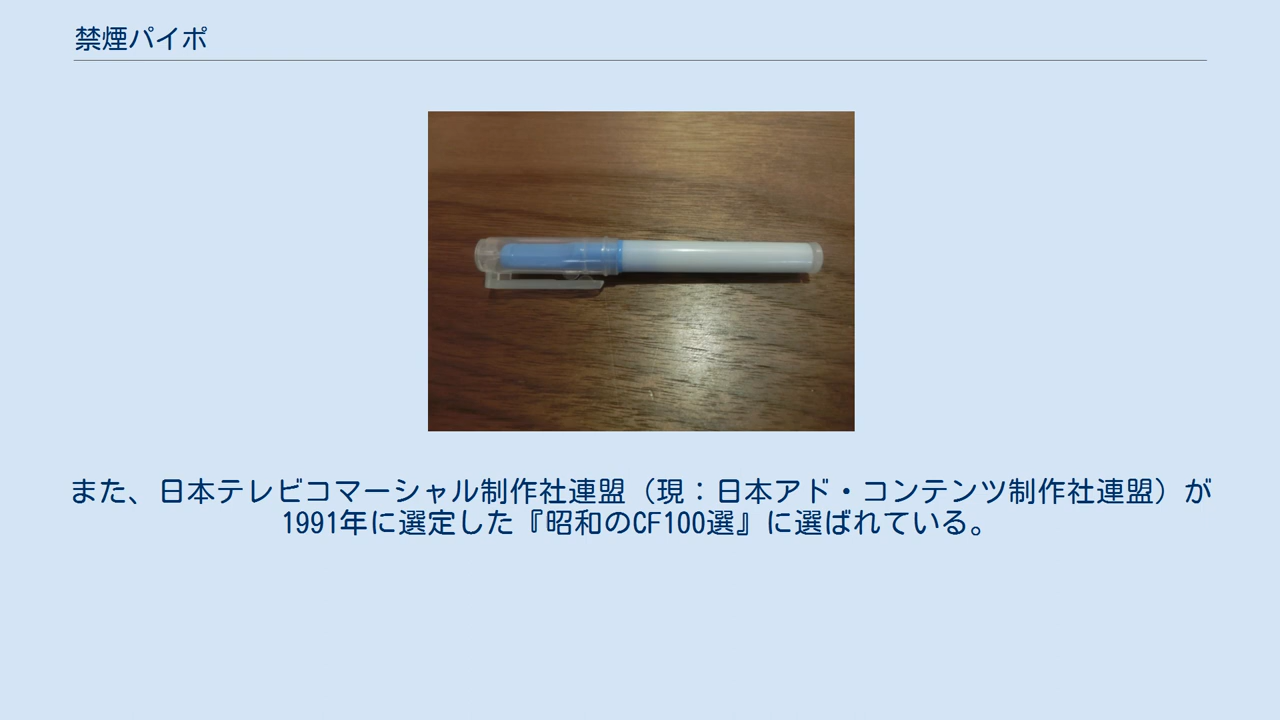 禁煙パイポ
また、日本テレビコマーシャル制作社連盟（現：日本アド・コンテンツ制作社連盟）が
1991年に選定した『昭和のCF100選』に選ばれている。